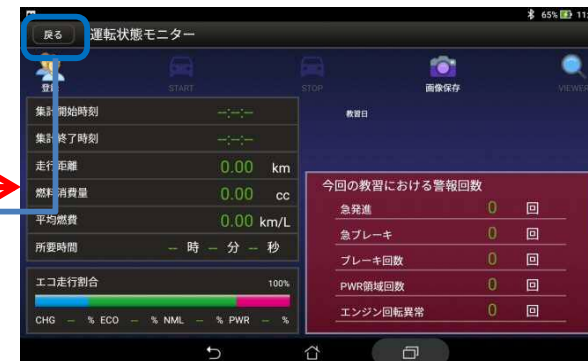 65% 11:
戻る 運転状態モニター
登録 START STOP 画像保存 VIEWER
集計開始時刻 --:--:--
教習日
集計終了時刻 --:--:--
走行距離 0.00 km
燃料消費量 0.00 cc
平均燃費 0.00 km/L
所要時間 -- 時 -- 分 -- 秒
エコ走行割合 100%
CHG -- % ECO -- % NML -- % PWR -- %
今回の教習における警報回数
急発進 0 回
急ブレーキ 0 回
ブレーキ回数 0 回
PWR領域回数 0 回
エンジン回転異常 0 回